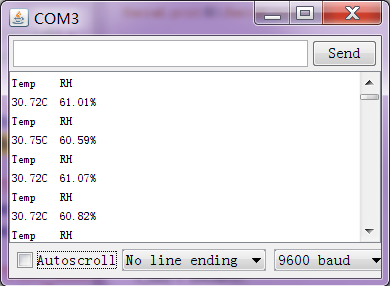 COM3
Send
Temp RH
30.72C 61.01%
Temp RH
30.75C 60.59%
Temp RH
30.72C 61.07%
Temp RH
30.72C 60.82%
Temp RH
Autoscroll No line ending 9600 baud